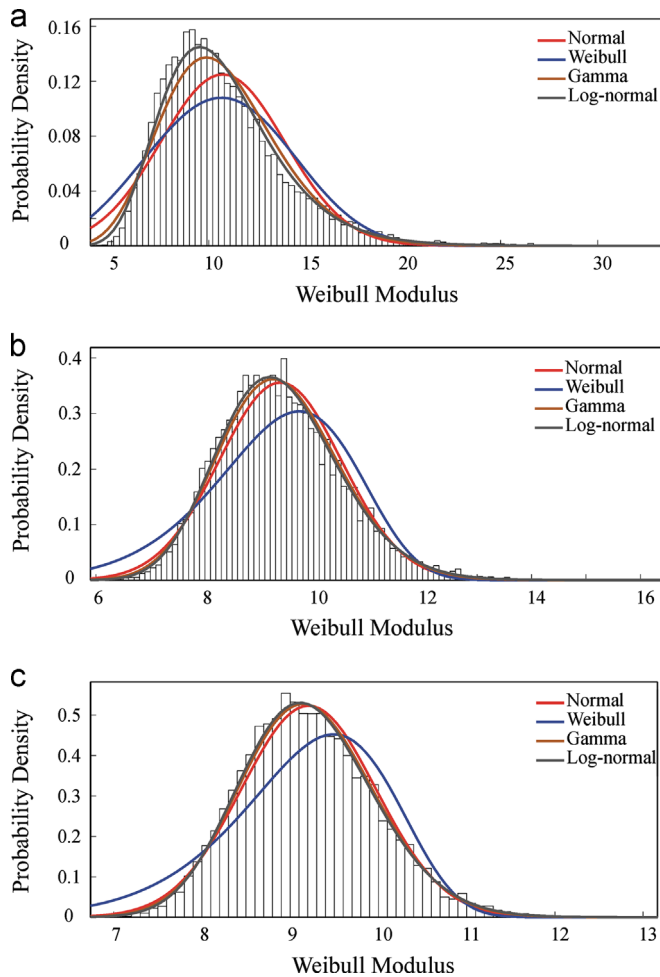 a
0.16
0.12
0.08
0.04
0
Probability Density
Normal
Weibull
Gamma
Log-normal
5 10 15 20 25 30
Weibull Modulus
b
0.4
0.3
0.2
0.1
0
Probability Density
Normal
Weibull
Gamma
Log-normal
6 8 10 12 14 16
Weibull Modulus
c
0.5
0.4
0.3
0.2
0.1
0
Probability Density
Normal
Weibull
Gamma
Log-normal
7 8 9 10 11 12 13
Weibull Modulus